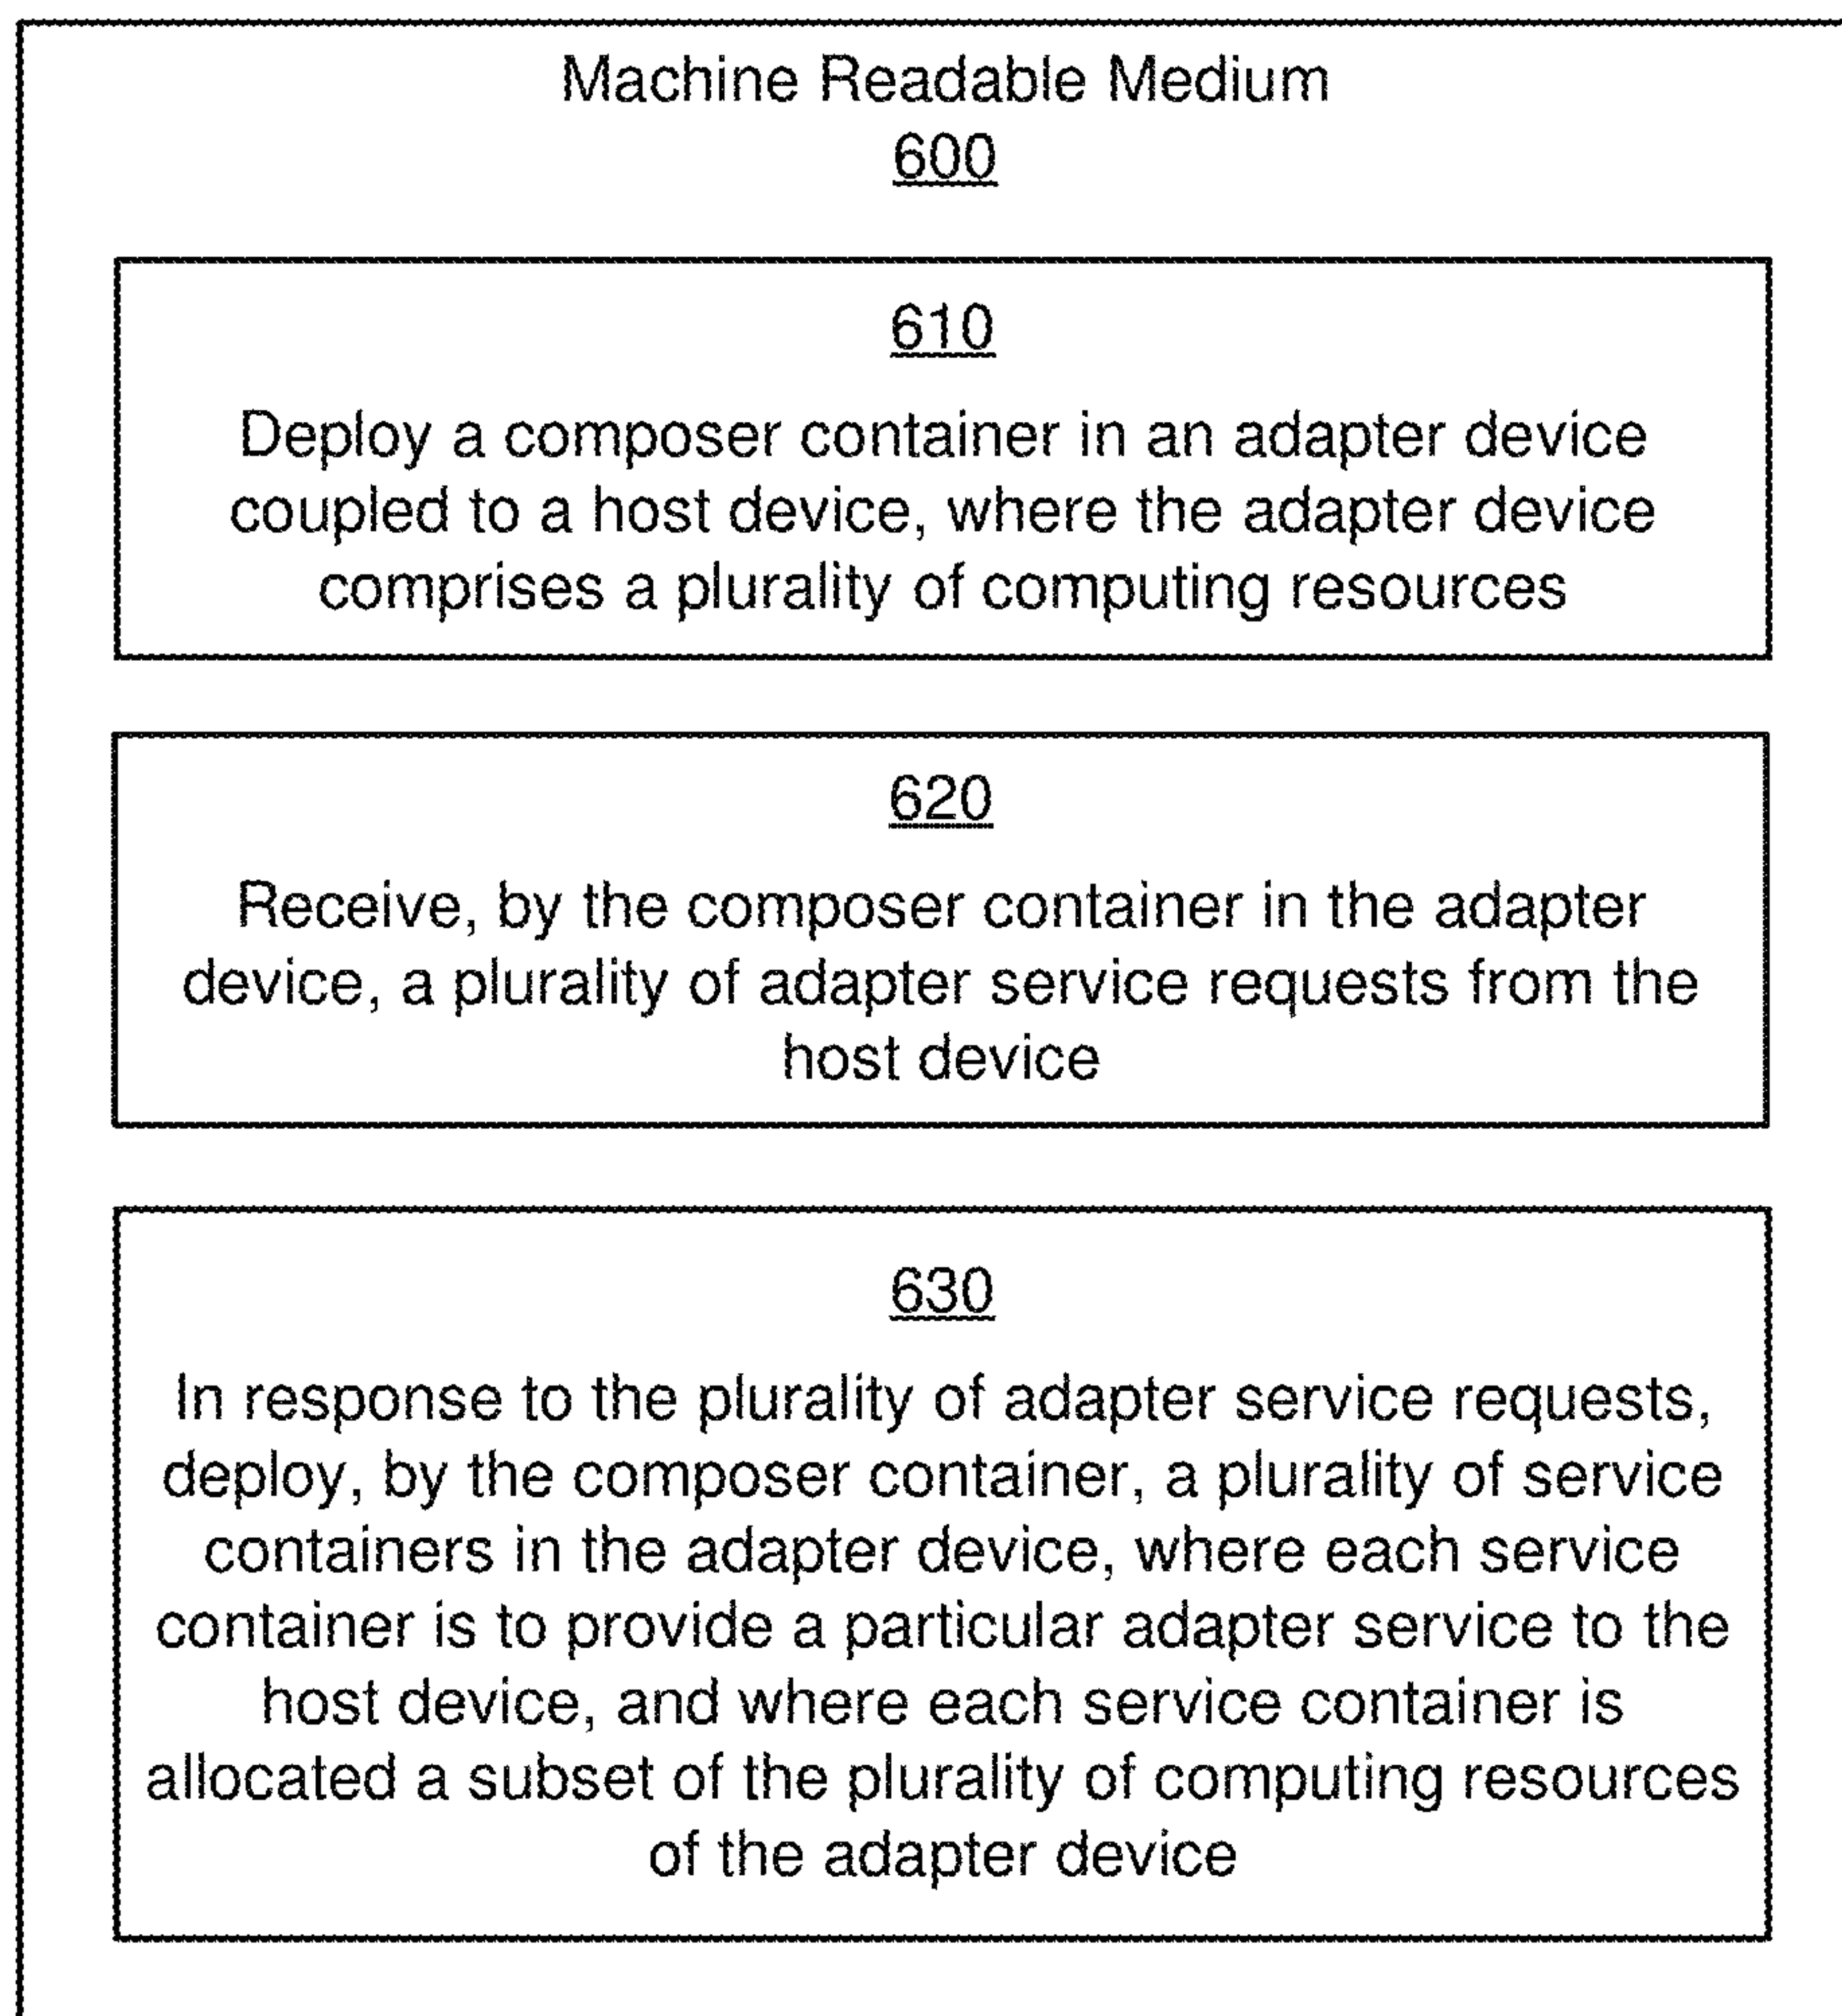 Machine Readable Medium
600
610
Deploy a composer container in an adapter device
coupled to a host device, where the adapter device
comprises a plurality of computing resources
620
Receive, by the composer container in the adapter
device, a plurality of adapter service requests from the
host device
630
In response to the plurality of adapter service requests,
deploy, by the composer container, a plurality of service
containers in the adapter device, where each service
container is to provide a particular adapter service to the
host device, and where each service container is
allocated a subset of the plurality of computing resources
of the adapter device